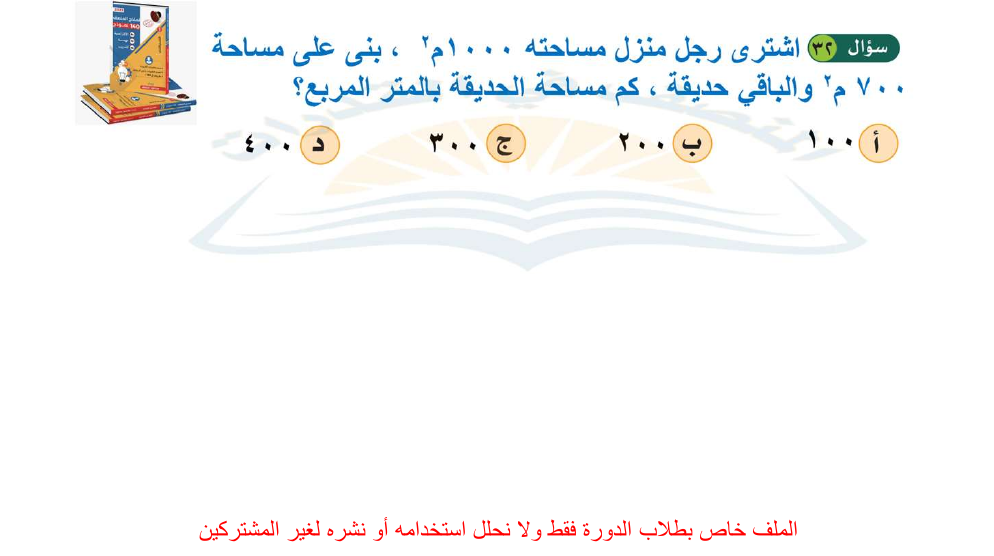 سؤال ٣٢ اشترى رجل منزل مساحته ١٠٠٠م٢ ، بنى على مساحة
٧٠٠ م٢ والباقي حديقة ، كم مساحة الحديقة بالمتر المربع؟
أ ١٠٠ ب ٢٠٠ ج ٣٠٠ د ٤٠٠
الملف خاص بطلاب الدورة فقط ولا نحلل استخدامه أو نشره لغير المشتركين